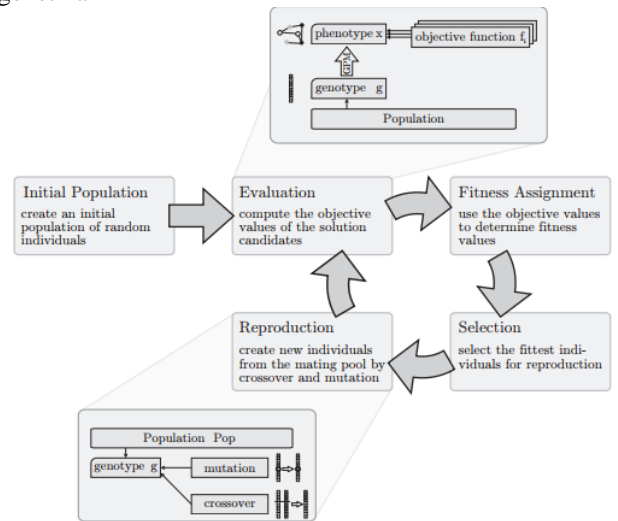 phenotype x
objective function fᵢ
GPM
genotype g
Population
Initial Population
create an initial
population of random
individuals
Evaluation
compute the objective
values of the solution
candidates
Fitness Assignment
use the objective values
to determine fitness
values
Reproduction
create new individuals
from the mating pool by
crossover and mutation
Selection
select the fittest indi-
viduals for reproduction
Population Pop
genotype g
mutation
crossover